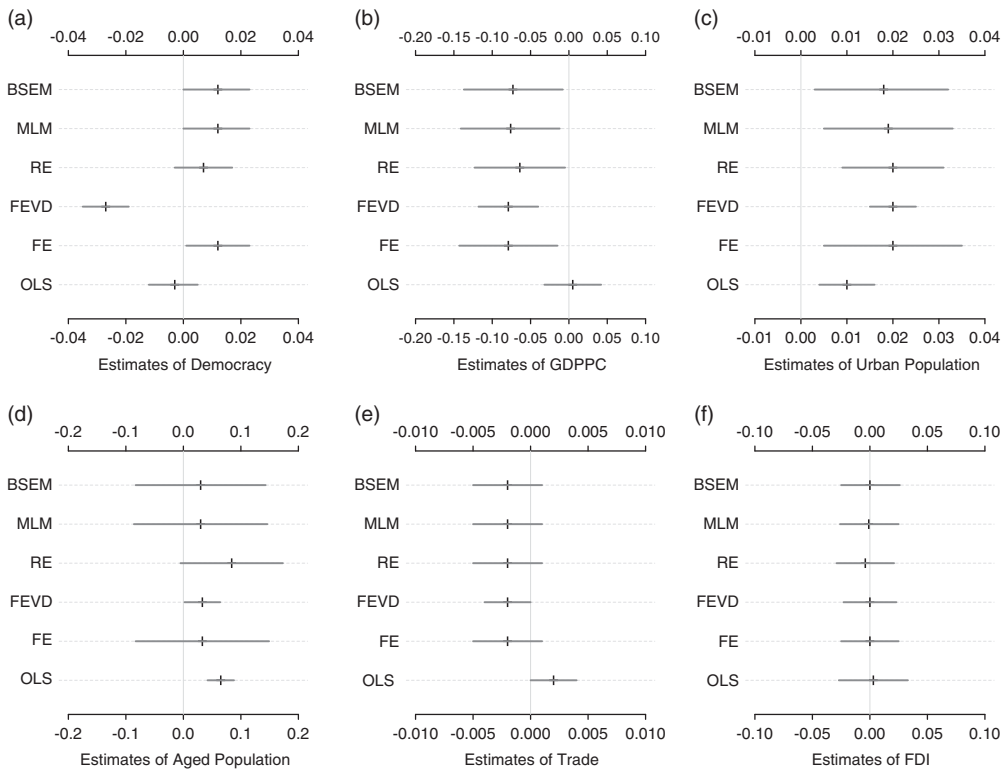 (a)
-0.04 -0.02 0.00 0.02 0.04
BSEM
MLM
RE
FEVD
FE
OLS
-0.04 -0.02 0.00 0.02 0.04
Estimates of Democracy
(b)
-0.20 -0.15 -0.10 -0.05 0.00 0.05 0.10
BSEM
MLM
RE
FEVD
FE
OLS
-0.20 -0.15 -0.10 -0.05 0.00 0.05 0.10
Estimates of GDPPC
(c)
-0.01 0.00 0.01 0.02 0.03 0.04
BSEM
MLM
RE
FEVD
FE
OLS
-0.01 0.00 0.01 0.02 0.03 0.04
Estimates of Urban Population
(d)
-0.2 -0.1 0.0 0.1 0.2
BSEM
MLM
RE
FEVD
FE
OLS
-0.2 -0.1 0.0 0.1 0.2
Estimates of Aged Population
(e)
-0.010 -0.005 0.000 0.005 0.010
BSEM
MLM
RE
FEVD
FE
OLS
-0.010 -0.005 0.000 0.005 0.010
Estimates of Trade
(f)
-0.10 -0.05 0.00 0.05 0.10
BSEM
MLM
RE
FEVD
FE
OLS
-0.10 -0.05 0.00 0.05 0.10
Estimates of FDI